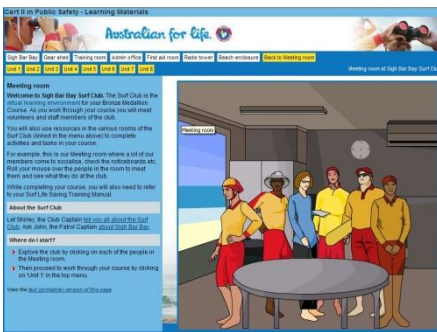 Cert II in Public Safety - Learning Materials
Australian for life.
Sigh Bar Bay Gear shed Training room Admin office First aid room Radio tower Beach enclosure Back to Meeting room
Unit 1 Unit 2 Unit 3 Unit 4 Unit 5 Unit 6 Unit 7 Unit 8
Meeting room at Sigh Bar Bay Surf Clu
Meeting room
Welcome to Sigh Bar Bay Surf Club. The Surf Club is the
virtual learning environment for your Bronze Medallion
Course. As you work through your course you will meet
volunteers and staff members of the club.
You will also use resources in the various rooms of the
Surf Club (linked in the menu above) to complete
activities and tasks in your course.
For example, this is our Meeting room where a lot of our
members come to socialise, check the noticeboards etc.
Roll your mouse over the people in the room to meet
them and see what they do at the club.
While completing your course, you will also need to refer
to your Surf Life Saving Training Manual.
About the Surf Club
Let Shirley, the Club Captain tell you all about the Surf
Club. Ask John, the Patrol Captain about Sigh Bar Bay.
Where do I start?
Explore the club by clicking on each of the people in
the Meeting room.
Then proceed to work through your course by clicking
on 'Unit 1' in the top menu.
View the text (printable) version of this page.
Meeting room